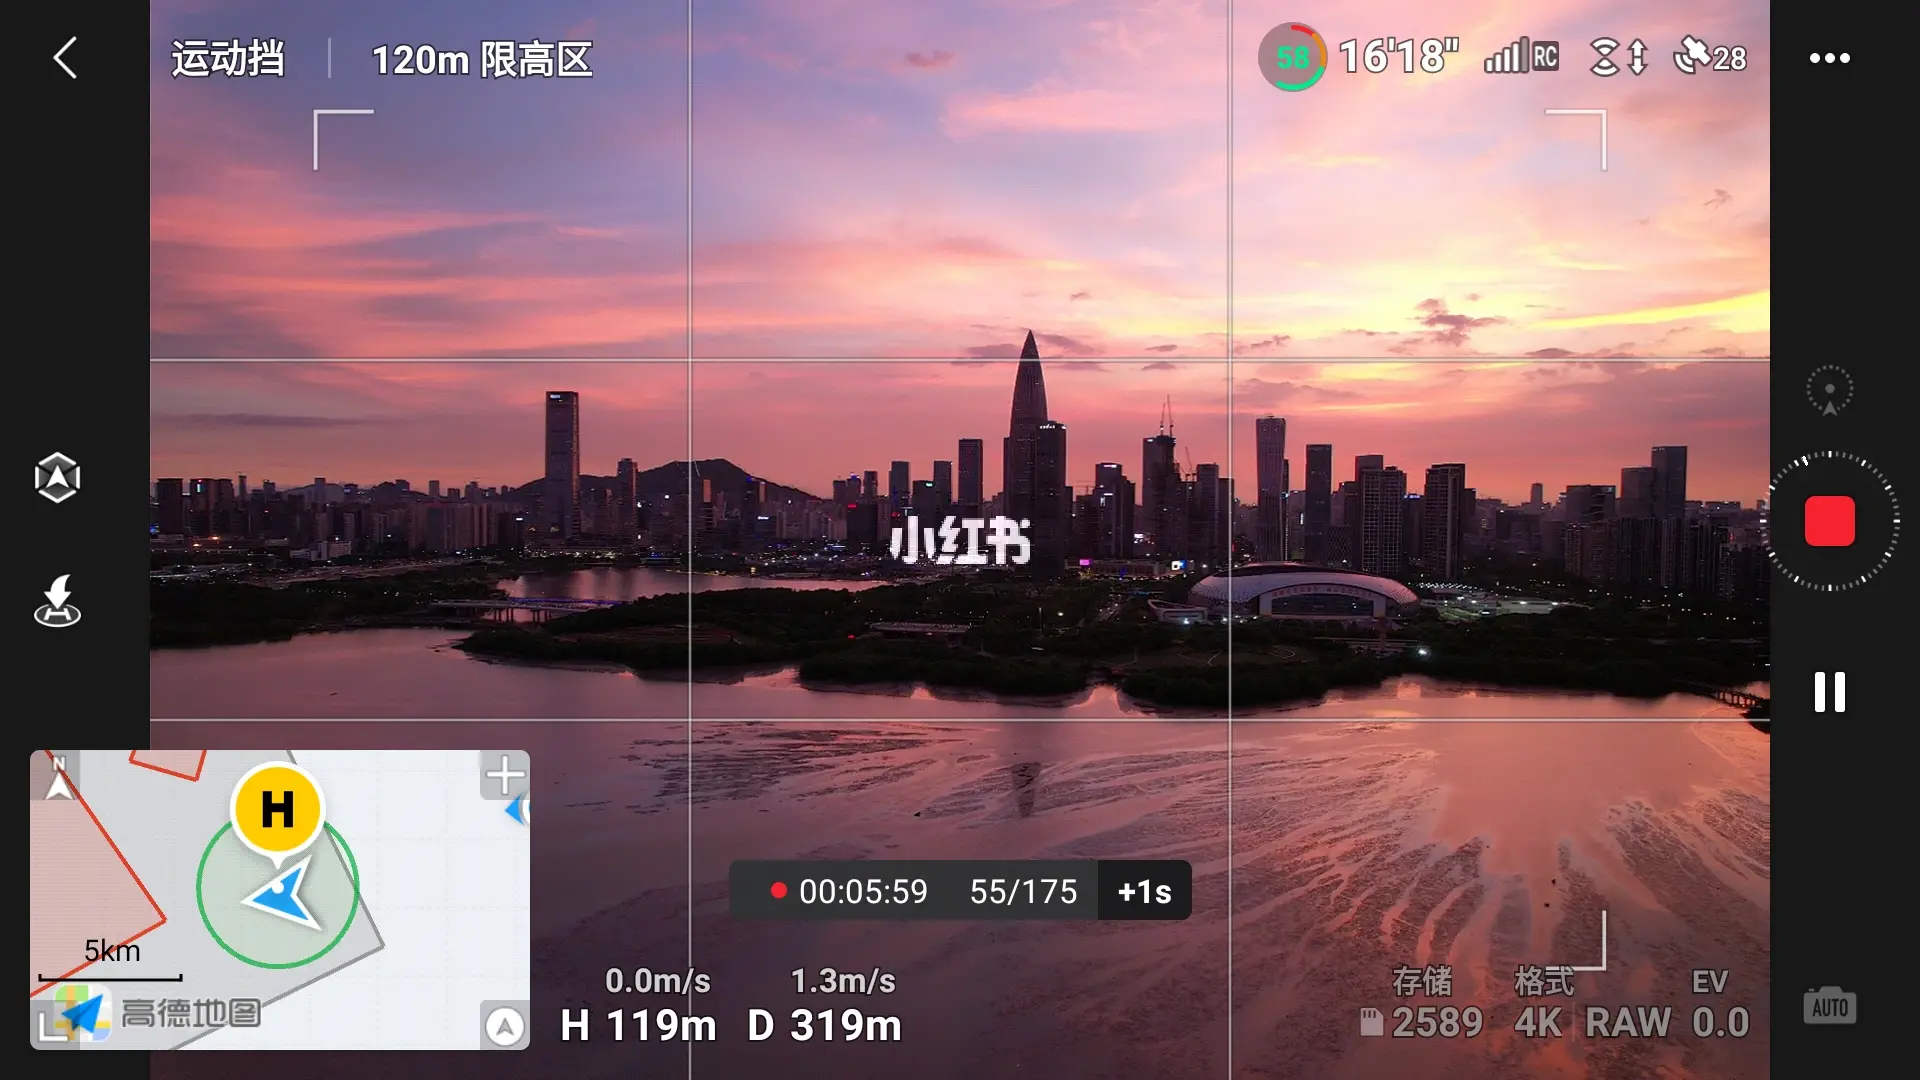 运动挡 120m 限高区 58 16'18" RC 28
小红书
N
H
5km
高德地图
00:05:59 55/175 +1s
0.0m/s 1.3m/s
H 119m D 319m
存储 格式 EV
2589 4K RAW 0.0
AUTO